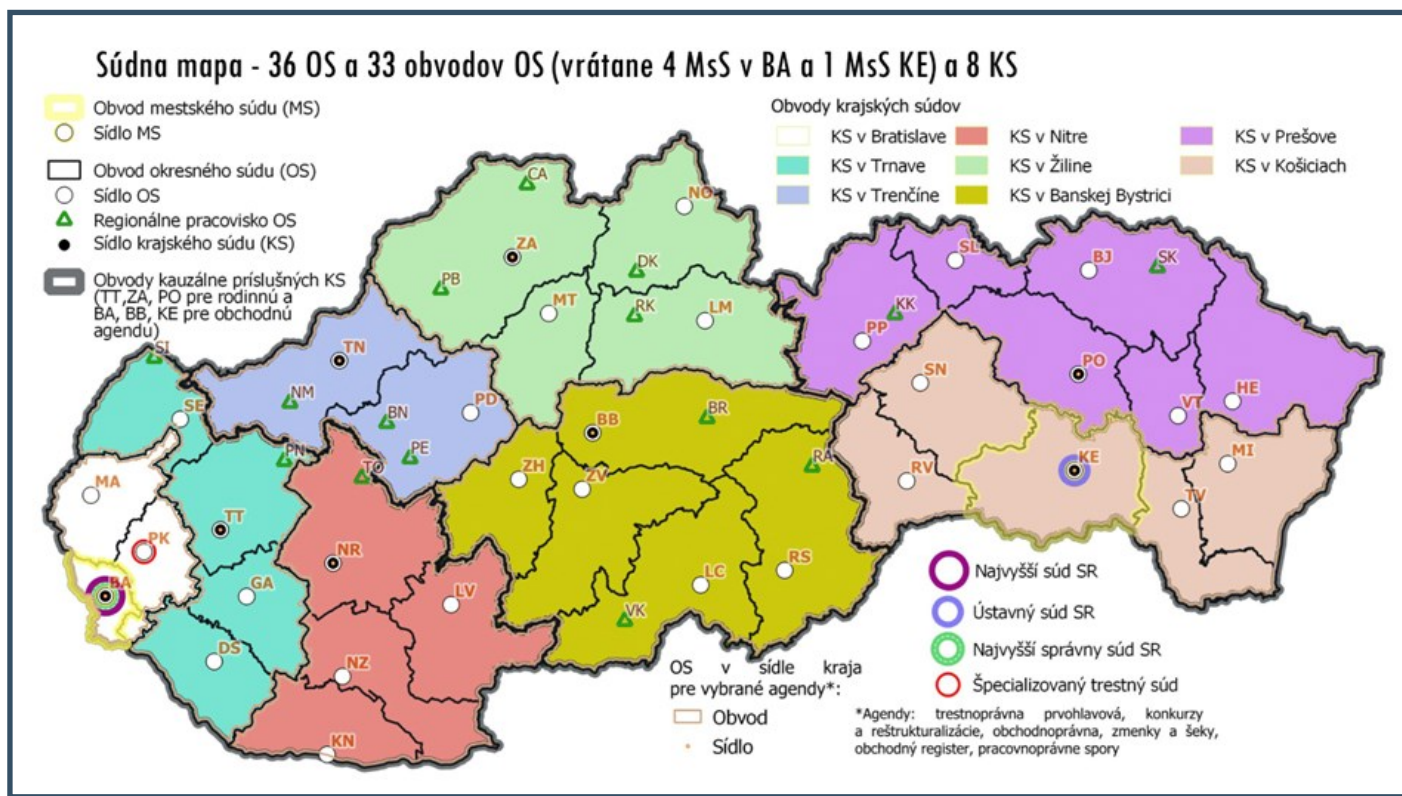 Súdna mapa - 36 OS a 33 obvodov OS (vrátane 4 MsS v BA a 1 MsS KE) a 8 KS
Obvod mestského súdu (MS)
Sídlo MS
Obvod okresného súdu (OS)
Sídlo OS
Regionálne pracovisko OS
Sídlo krajského súdu (KS)
Obvody kauzálne príslušných KS
(TT,ZA, PO pre rodinnú a
BA, BB, KE pre obchodnú
agendu)
Obvody krajských súdov
KS v Bratislave
KS v Nitre
KS v Prešove
KS v Trnave
KS v Žiline
KS v Košiciach
KS v Trenčíne
KS v Banskej Bystrici
CA
NO
ZA
DK
PB
MT
RK
LM
SL
BJ
SK
KK
PP
SI
TN
SN
PO
NM
SE
BN
PD
BB
BR
VT
HE
PN
PE
TO
ZH
ZV
RA
RV
KE
MI
MA
TV
TT
PK
NR
BA
GA
LV
LC
RS
VK
DS
NZ
KN
OS v sídle kraja
pre vybrané agendy*:
Obvod
Sídlo
Najvyšší súd SR
Ústavný súd SR
Najvyšší správny súd SR
Špecializovaný trestný súd
*Agendy: trestnoprávna prvohlavová, konkurzy
a reštrukturalizácie, obchodnoprávna, zmenky a šeky,
obchodný register, pracovnoprávne spory